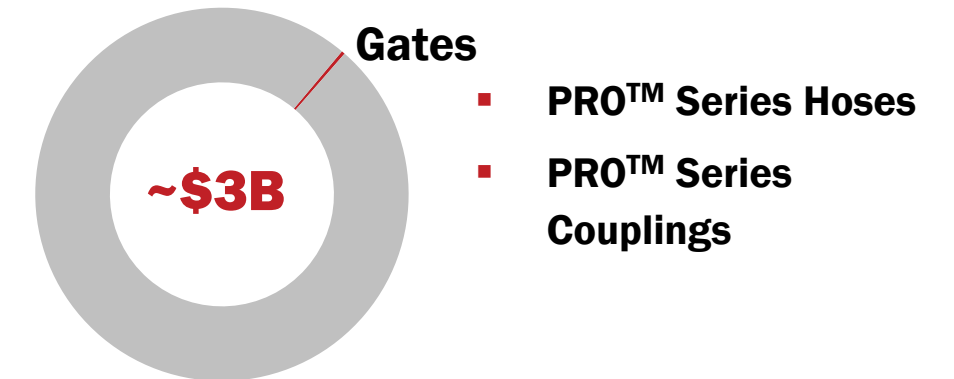 Gates
▪ PRO™ Series Hoses
▪ PRO™ Series
Couplings
~$3B